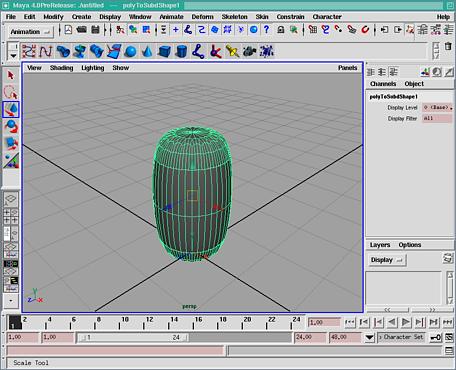 Maya 4.0PreRelease: ./untitled --- polyToSubdShape1
File Edit Modify Create Display Window Animate Deform Skeleton Skin Constrain Character Help
Animation
View Shading Lighting Show Panels
Channels Object
polyToSubdShape1
Display Level 0 (Base)
Display Filter All
persp
y
z x
Layers Options
Display
1 2 4 6 8 10 12 14 16 18 20 22 24 1.00
1.00 1.00 1 24 24.00 48.00 Character Set
Scale Tool